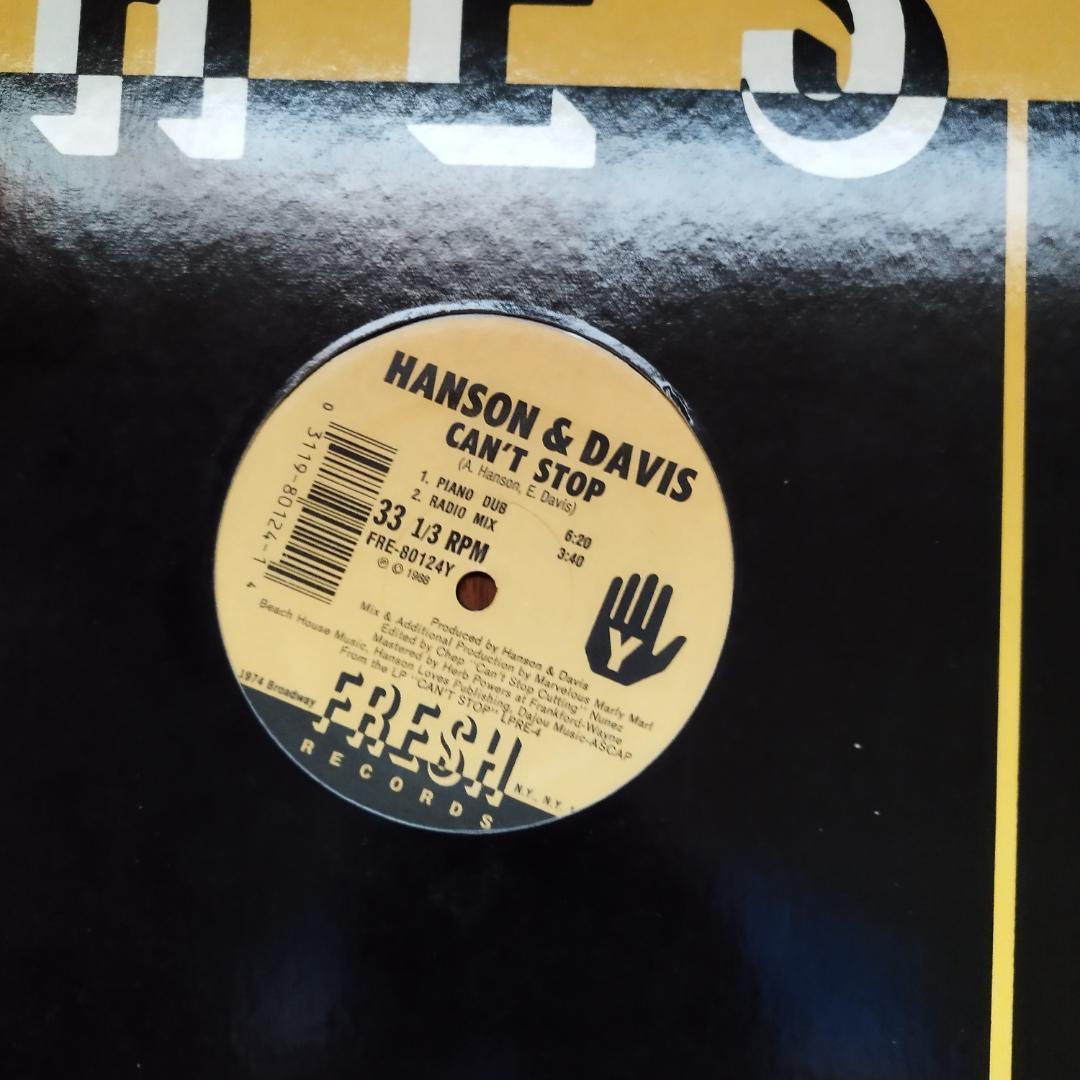 HANSON & DAVIS
CAN'T STOP
(A. Hanson, E. Davis)
1. PIANO DUB 6:20
2. RADIO MIX 3:40
33 1/3 RPM
FRE-80124Y
℗ © 1988
0 3119-80124-1 4
Y
Produced by Hanson & Davis
Mix & Additional Production by Marvelous Marly Marl
Edited by Chep "Can't Stop Cutting" Nunez
Mastered by Herb Powers at Frankford-Wayne
Beach House Music, Hanson Loves Publishing, Dajou Music-ASCAP
From the LP "CAN'T STOP" LPRE-4
1974 Broadway
FRESH
N.Y., N.Y.
RECORDS